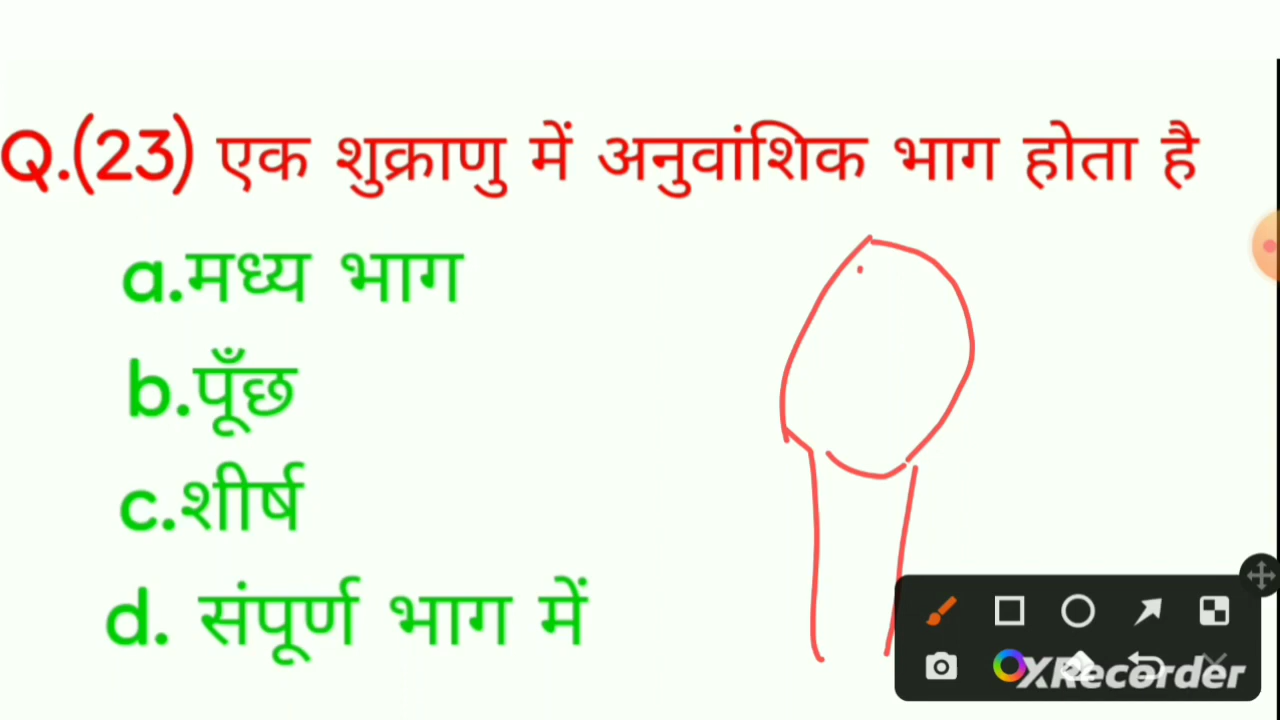 Q.(23) एक शुक्राणु में अनुवांशिक भाग होता है
a.मध्य भाग
b.पूँछ
c.शीर्ष
d. संपूर्ण भाग में
XRecorder